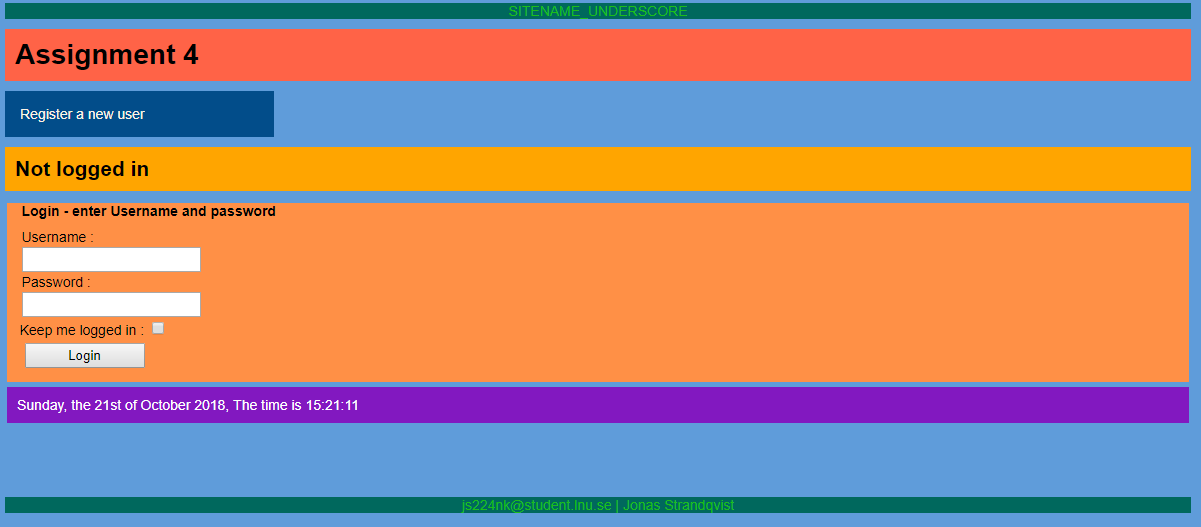 SITENAME_UNDERSCORE
Assignment 4
Register a new user
Not logged in
Login - enter Username and password
Username :
Password :
Keep me logged in :
Login
Sunday, the 21st of October 2018, The time is 15:21:11
js224nk@student.lnu.se | Jonas Strandqvist